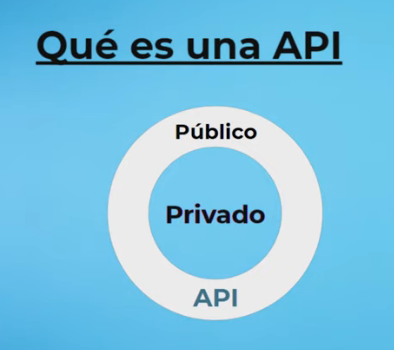 Qué es una API
Público
Privado
API